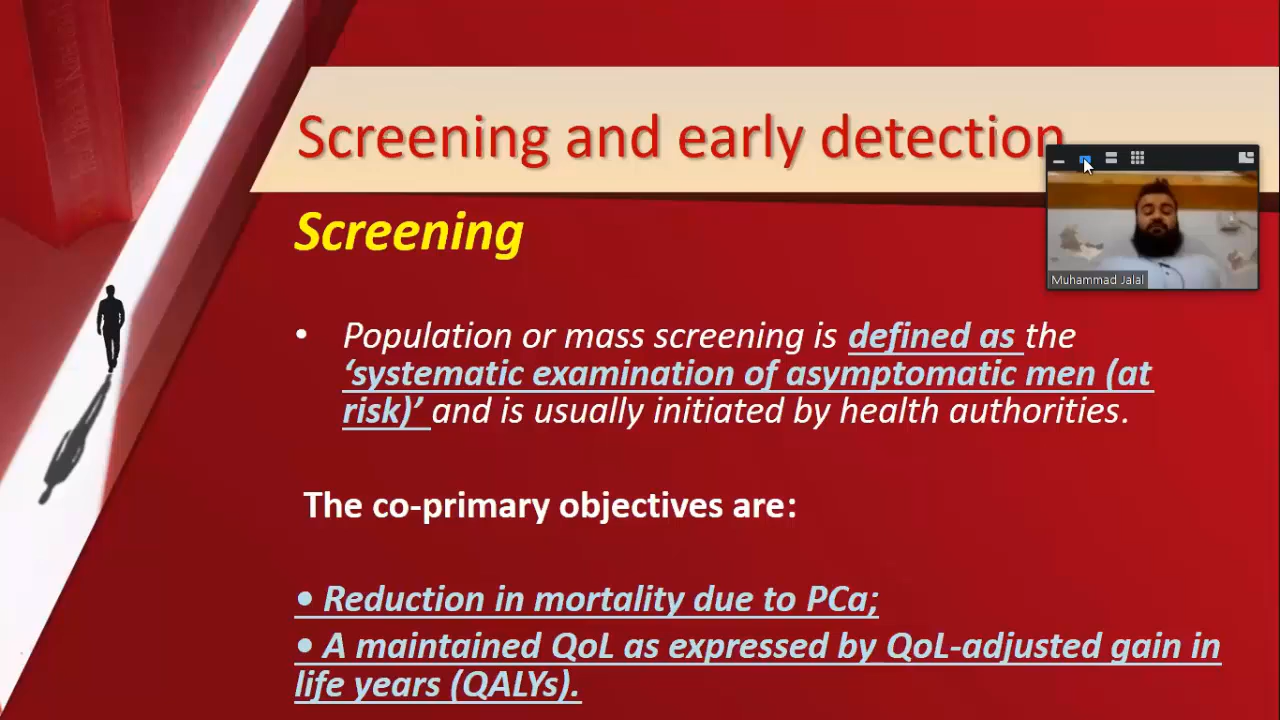 Screening and early detection
Screening
Muhammad Jalal
• Population or mass screening is defined as the
‘systematic examination of asymptomatic men (at
risk)’ and is usually initiated by health authorities.
The co-primary objectives are:
• Reduction in mortality due to PCa;
• A maintained QoL as expressed by QoL-adjusted gain in
life years (QALYs).